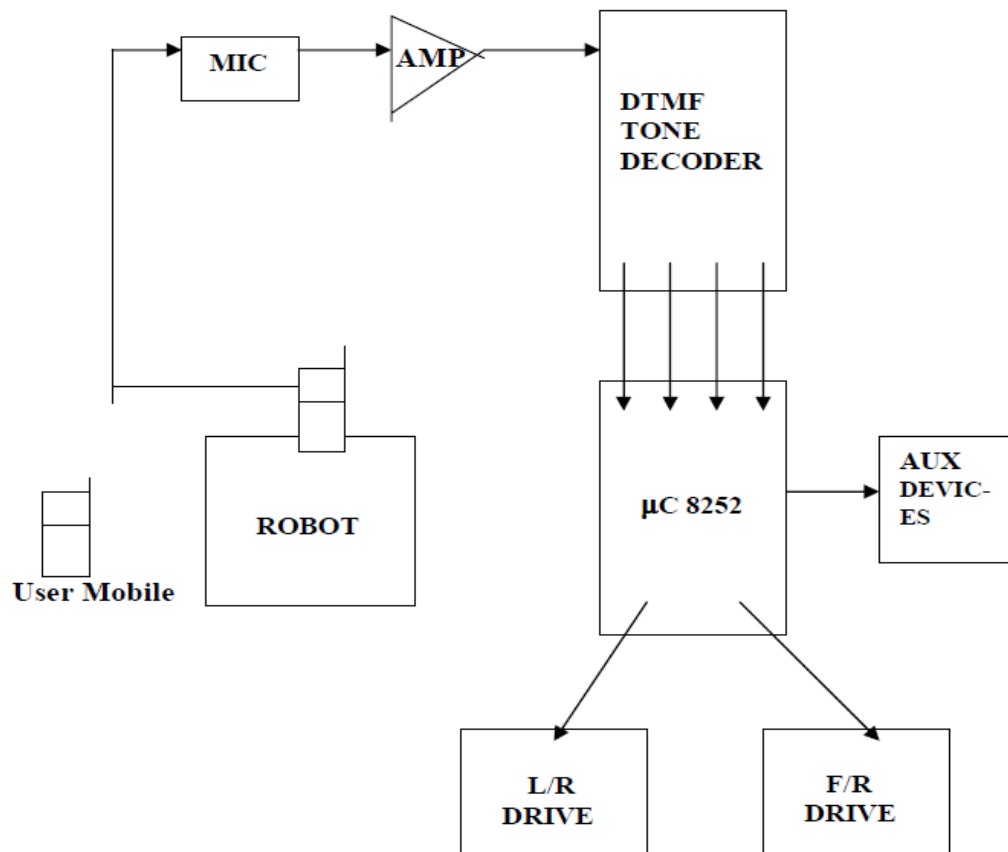 MIC
AMP
DTMF
TONE
DECODER
AUX
DEVIC-
ES
μC 8252
ROBOT
User Mobile
L/R
DRIVE
F/R
DRIVE